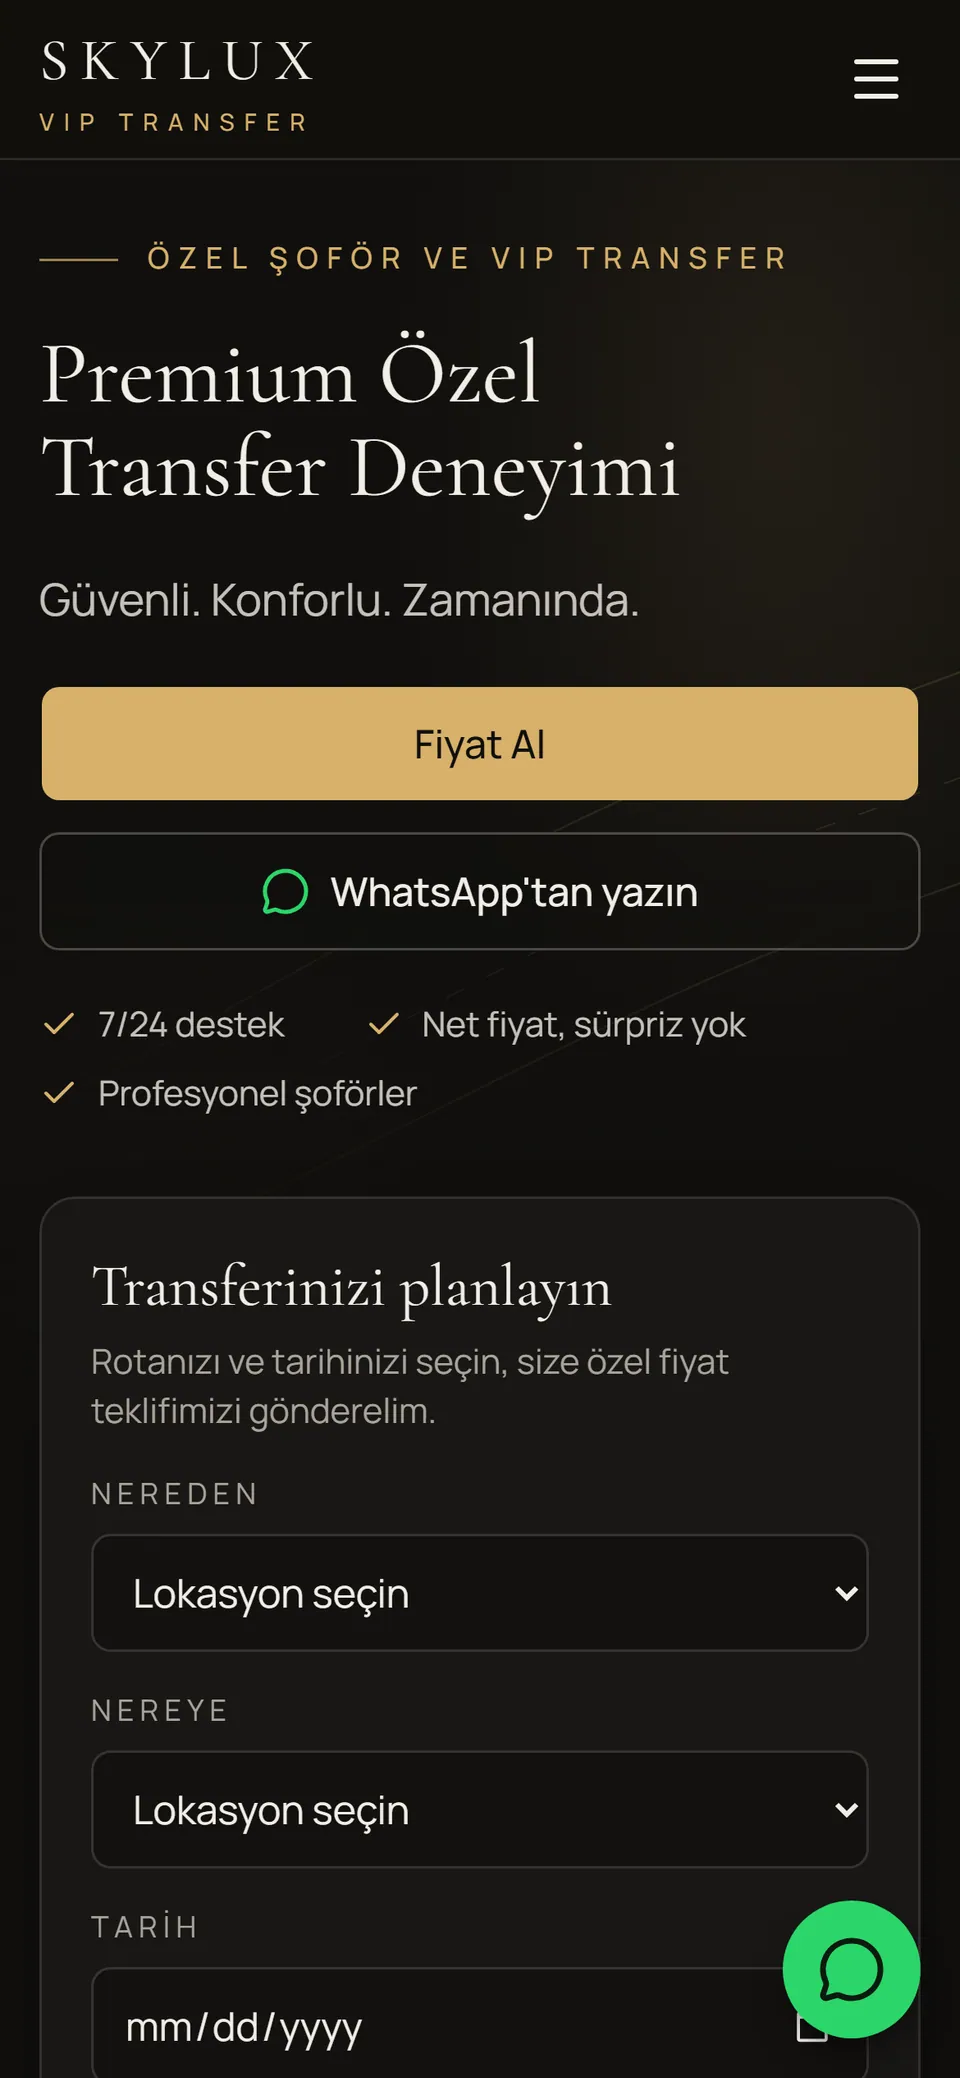 SKYLUX
VIP TRANSFER
ÖZEL ŞOFÖR VE VIP TRANSFER
Premium Özel
Transfer Deneyimi
Güvenli. Konforlu. Zamanında.
Fiyat Al
WhatsApp'tan yazın
7/24 destek
Net fiyat, sürpriz yok
Profesyonel şoförler
Transferinizi planlayın
Rotanızı ve tarihinizi seçin, size özel fiyat
teklifimizi gönderelim.
NEREDEN
Lokasyon seçin
NEREYE
Lokasyon seçin
TARİH
mm/dd/yyyy